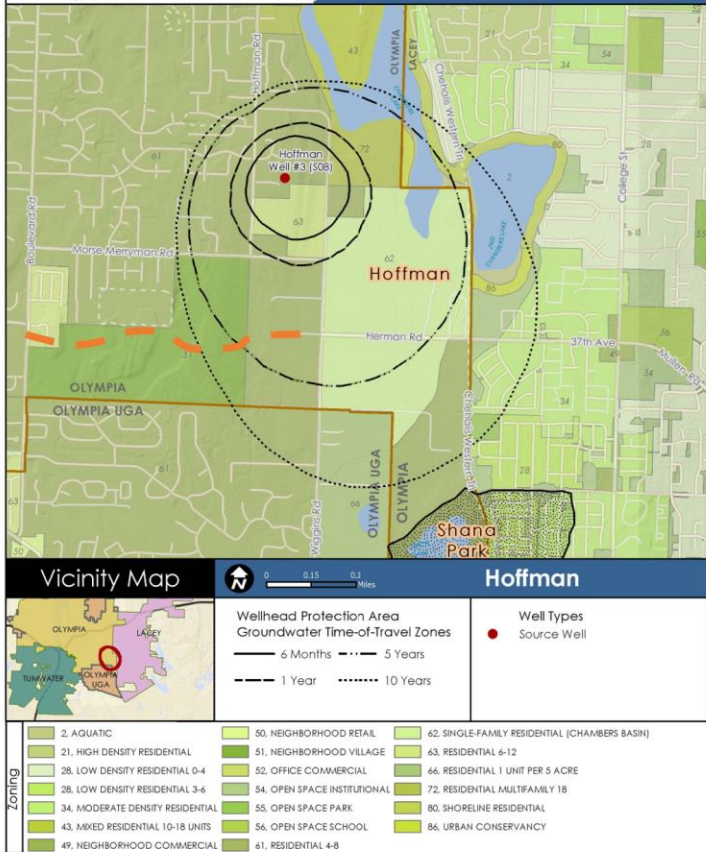 43
OLYMPIA
LACEY
21
34
54
52
Hoffman Rd
Chehalis Western Trl
College St
61
72
80
2
Hoffman
Well #3 (S08)
63
Boulevard Rd
Morse-Merryman Rd
62
2ND
CHAMBERS LAKE
28
55
Hoffman
86
56
Herman Rd
37th Ave
49
54
Mullen Rd
51
OLYMPIA
OLYMPIA UGA
34
61
Chehalis Western Trl
28
63
Wiggins Rd
66
OLYMPIA UGA
OLYMPIA
50
Shana
Park
Vicinity Map
N
0 0.15 0.3
Miles
Hoffman
OLYMPIA
LACEY
TUMWATER
OLYMPIA
UGA
Wellhead Protection Area
Groundwater Time-of-Travel Zones
6 Months
5 Years
1 Year
10 Years
Well Types
Source Well
Zoning
2, AQUATIC
21, HIGH DENSITY RESIDENTIAL
28, LOW DENSITY RESIDENTIAL 0-4
28, LOW DENSITY RESIDENTIAL 3-6
34, MODERATE DENSITY RESIDENTIAL
43, MIXED RESIDENTIAL 10-18 UNITS
49, NEIGHBORHOOD COMMERCIAL
50, NEIGHBORHOOD RETAIL
51, NEIGHBORHOOD VILLAGE
52, OFFICE COMMERCIAL
54, OPEN SPACE INSTITUTIONAL
55, OPEN SPACE PARK
56, OPEN SPACE SCHOOL
61, RESIDENTIAL 4-8
62, SINGLE-FAMILY RESIDENTIAL (CHAMBERS BASIN)
63, RESIDENTIAL 6-12
66, RESIDENTIAL 1 UNIT PER 5 ACRE
72, RESIDENTIAL MULTIFAMILY 18
80, SHORELINE RESIDENTIAL
86, URBAN CONSERVANCY